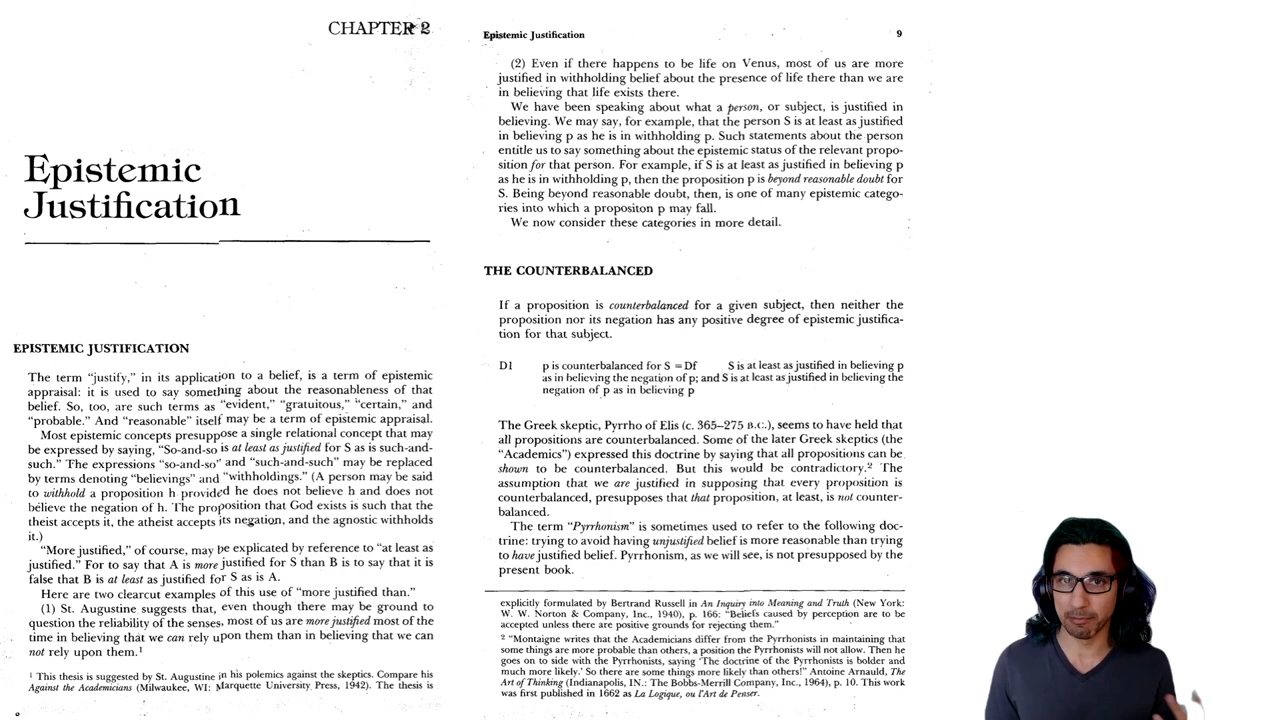 CHAPTER 2
Epistemic
Justification
EPISTEMIC JUSTIFICATION
The term “justify,” in its application to a belief, is a term of epistemic
appraisal: it is used to say something about the reasonableness of that
belief. So, too, are such terms as “evident,” “gratuitous,” “certain,” and
“probable.” And “reasonable” itself may be a term of epistemic appraisal.
Most epistemic concepts presuppose a single relational concept that may
be expressed by saying, “So-and-so is at least as justified for S as is such-and-
such.” The expressions “so-and-so” and “such-and-such” may be replaced
by terms denoting “believings” and “withholdings.” (A person may be said
to withhold a proposition h provided he does not believe h and does not
believe the negation of h. The proposition that God exists is such that the
theist accepts it, the atheist accepts its negation, and the agnostic withholds
it.)
“More justified,” of course, may be explicated by reference to “at least as
justified.” For to say that A is more justified for S than B is to say that it is
false that B is at least as justified for S as is A.
Here are two clearcut examples of this use of “more justified than.”
(1) St. Augustine suggests that, even though there may be ground to
question the reliability of the senses, most of us are more justified most of the
time in believing that we can rely upon them than in believing that we can
not rely upon them.1
1 This thesis is suggested by St. Augustine in his polemics against the skeptics. Compare his
Against the Academicians (Milwaukee, WI: Marquette University Press, 1942). The thesis is
Epistemic Justification 9
(2) Even if there happens to be life on Venus, most of us are more
justified in withholding belief about the presence of life there than we are
in believing that life exists there.
We have been speaking about what a person, or subject, is justified in
believing. We may say, for example, that the person S is at least as justified
in believing p as he is in withholding p. Such statements about the person
entitle us to say something about the epistemic status of the relevant propo-
sition for that person. For example, if S is at least as justified in believing p
as he is in withholding p, then the proposition p is beyond reasonable doubt for
S. Being beyond reasonable doubt, then, is one of many epistemic catego-
ries into which a propositon p may fall.
We now consider these categories in more detail.
THE COUNTERBALANCED
If a proposition is counterbalanced for a given subject, then neither the
proposition nor its negation has any positive degree of epistemic justifica-
tion for that subject.
D1 p is counterbalanced for S =Df S is at least as justified in believing p
as in believing the negation of p; and S is at least as justified in believing the
negation of p as in believing p
The Greek skeptic, Pyrrho of Elis (c. 365–275 B.C.), seems to have held that
all propositions are counterbalanced. Some of the later Greek skeptics (the
“Academics”) expressed this doctrine by saying that all propositions can be
shown to be counterbalanced. But this would be contradictory.2 The
assumption that we are justified in supposing that every proposition is
counterbalanced, presupposes that that proposition, at least, is not counter-
balanced.
The term “Pyrrhonism” is sometimes used to refer to the following doc-
trine: trying to avoid having unjustified belief is more reasonable than trying
to have justified belief. Pyrrhonism, as we will see, is not presupposed by the
present book.
explicitly formulated by Bertrand Russell in An Inquiry into Meaning and Truth (New York:
W. W. Norton & Company, Inc., 1940), p. 166: “Beliefs caused by perception are to be
accepted unless there are positive grounds for rejecting them.”
2 “Montaigne writes that the Academicians differ from the Pyrrhonists in maintaining that
some things are more probable than others, a position the Pyrrhonists will not allow. Then he
goes on to side with the Pyrrhonists, saying ‘The doctrine of the Pyrrhonists is bolder and
much more likely.’ So there are some things more likely than others!” Antoine Arnauld, The
Art of Thinking (Indianapolis, IN.: The Bobbs-Merrill Company, Inc., 1964), p. 10. This work
was first published in 1662 as La Logique, ou l’Art de Penser.